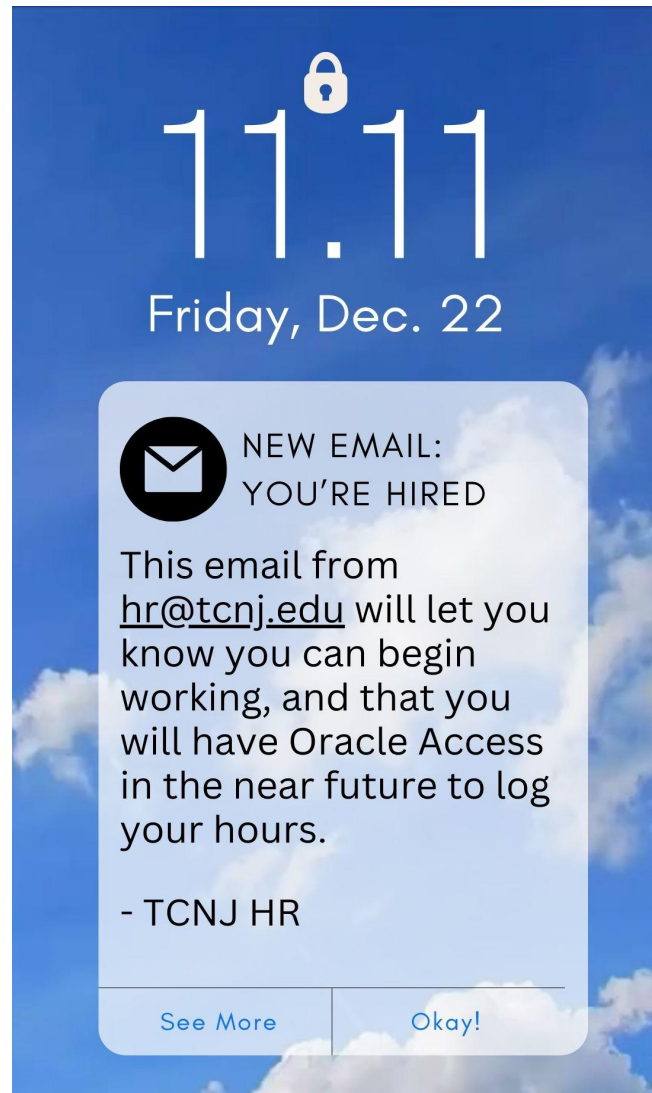 11.11
Friday, Dec. 22
NEW EMAIL:
YOU'RE HIRED
This email from
hr@tcnj.edu will let you
know you can begin
working, and that you
will have Oracle Access
in the near future to log
your hours.
- TCNJ HR
See More
Okay!